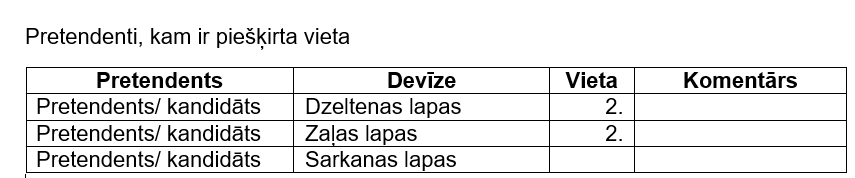 Pretendenti, kam ir piešķirta vieta
Pretendents Devīze Vieta Komentārs
Pretendents/ kandidāts Dzeltenas lapas 2.
Pretendents/ kandidāts Zaļas lapas 2.
Pretendents/ kandidāts Sarkanas lapas